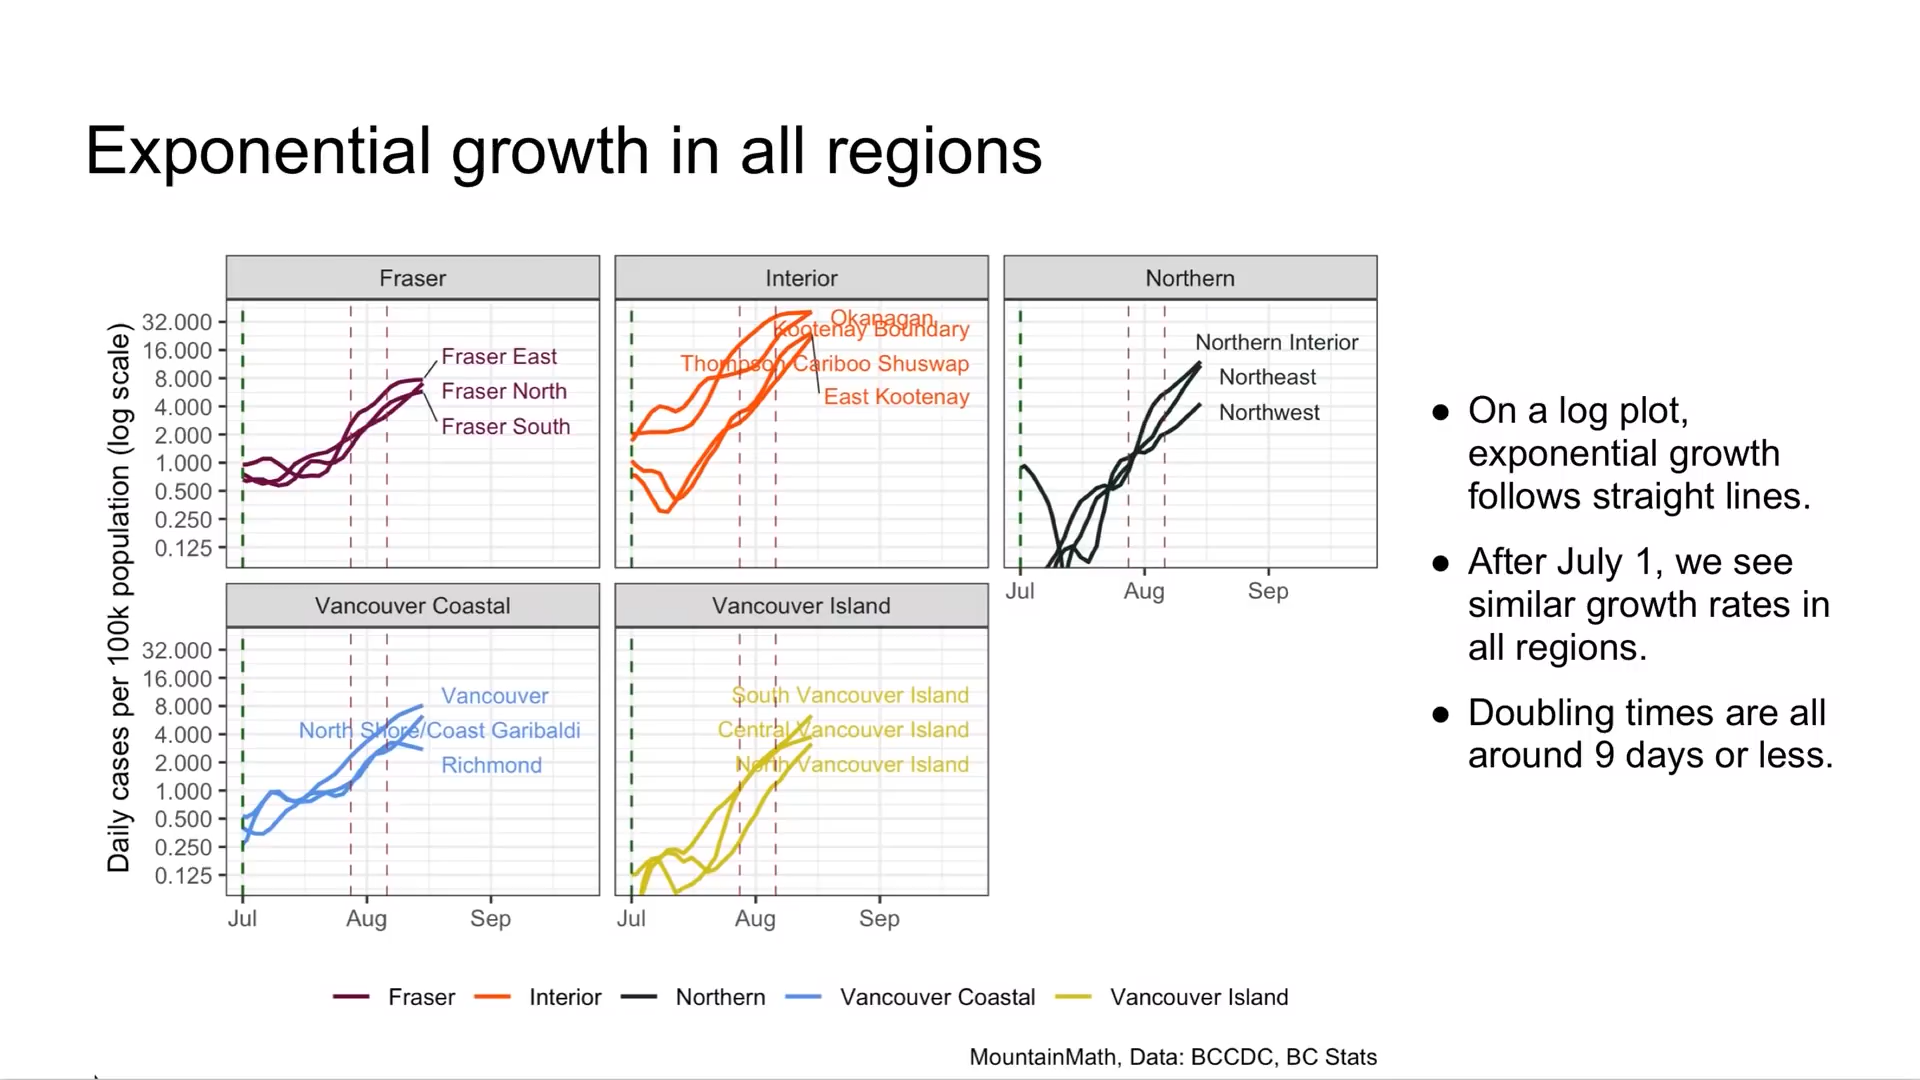 Exponential growth in all regions
Daily cases per 100k population (log scale)
Fraser
32.000
16.000
8.000
4.000
2.000
1.000
0.500
0.250
0.125
Fraser East
Fraser North
Fraser South
Interior
Okanagan
Kootenay Boundary
Thompson Cariboo Shuswap
East Kootenay
Northern
Northern Interior
Northeast
Northwest
Jul Aug Sep
Vancouver Coastal
32.000
16.000
8.000
4.000
2.000
1.000
0.500
0.250
0.125
Vancouver
North Shore/Coast Garibaldi
Richmond
Jul Aug Sep
Vancouver Island
South Vancouver Island
Central Vancouver Island
North Vancouver Island
Jul Aug Sep
Fraser Interior Northern Vancouver Coastal Vancouver Island
MountainMath, Data: BCCDC, BC Stats
● On a log plot,
exponential growth
follows straight lines.
● After July 1, we see
similar growth rates in
all regions.
● Doubling times are all
around 9 days or less.